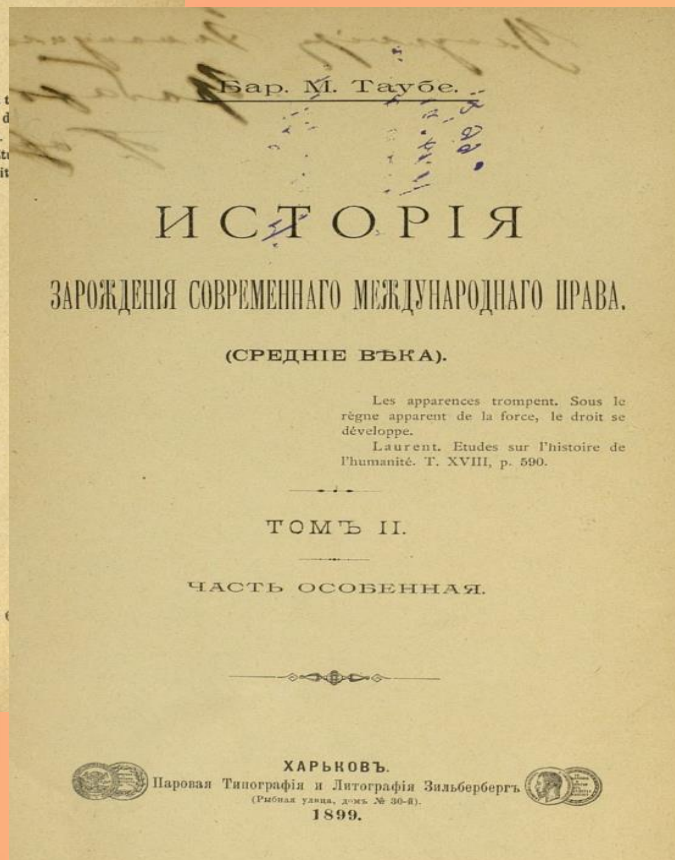 Бар. М. Таубе.
ИСТОРІЯ
ЗАРОЖДЕНІЯ СОВРЕМЕННАГО МЕЖДУНАРОДНАГО ПРАВА.
(СРЕДНІЕ ВѢКА).
Les apparences trompent. Sous le
règne apparent de la force, le droit se
développe.
Laurent. Etudes sur l'histoire de
l'humanité. T. XVIII, p. 590.
ТОМЪ II.
ЧАСТЬ ОСОБЕННАЯ.
ХАРЬКОВЪ.
Паровая Типографія и Литографія Зильбербергъ
(Рыбная улица, домъ № 30-й).
1899.